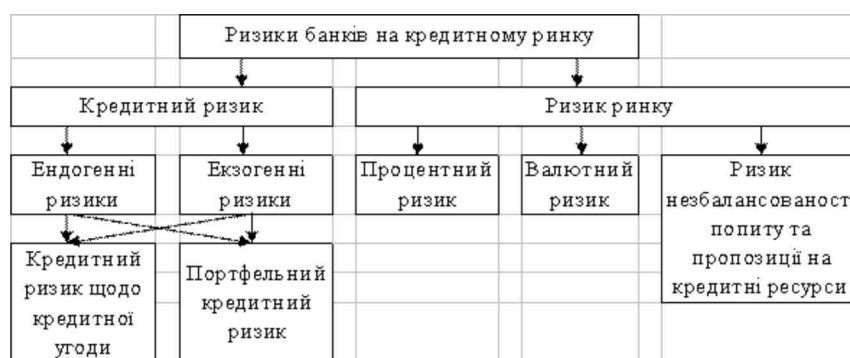 Ризики банків на кредитному ринку
Кредитний ризик
Ризик ринку
Ендогенні
ризики
Екзогенні
ризики
Процентний
ризик
Валютний
ризик
Ризик
незбалансованост
попиту та
пропозиції на
кредитні ресурси
Кредитний
ризик щодо
кредитної
угоди
Портфельний
кредитний
ризик